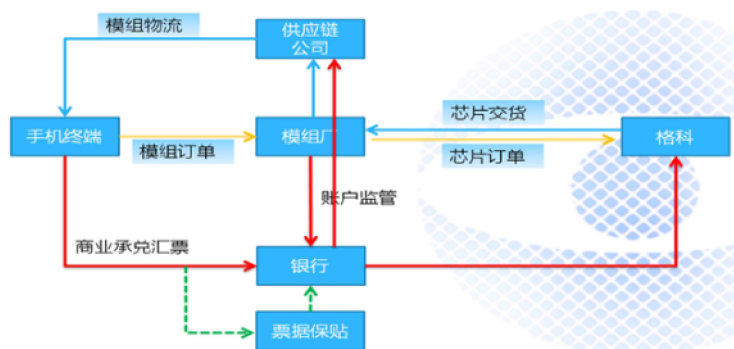 模组物流
供应链
公司
手机终端
模组订单
模组厂
芯片交货
芯片订单
格科
账户监管
商业承兑汇票
银行
票据保贴